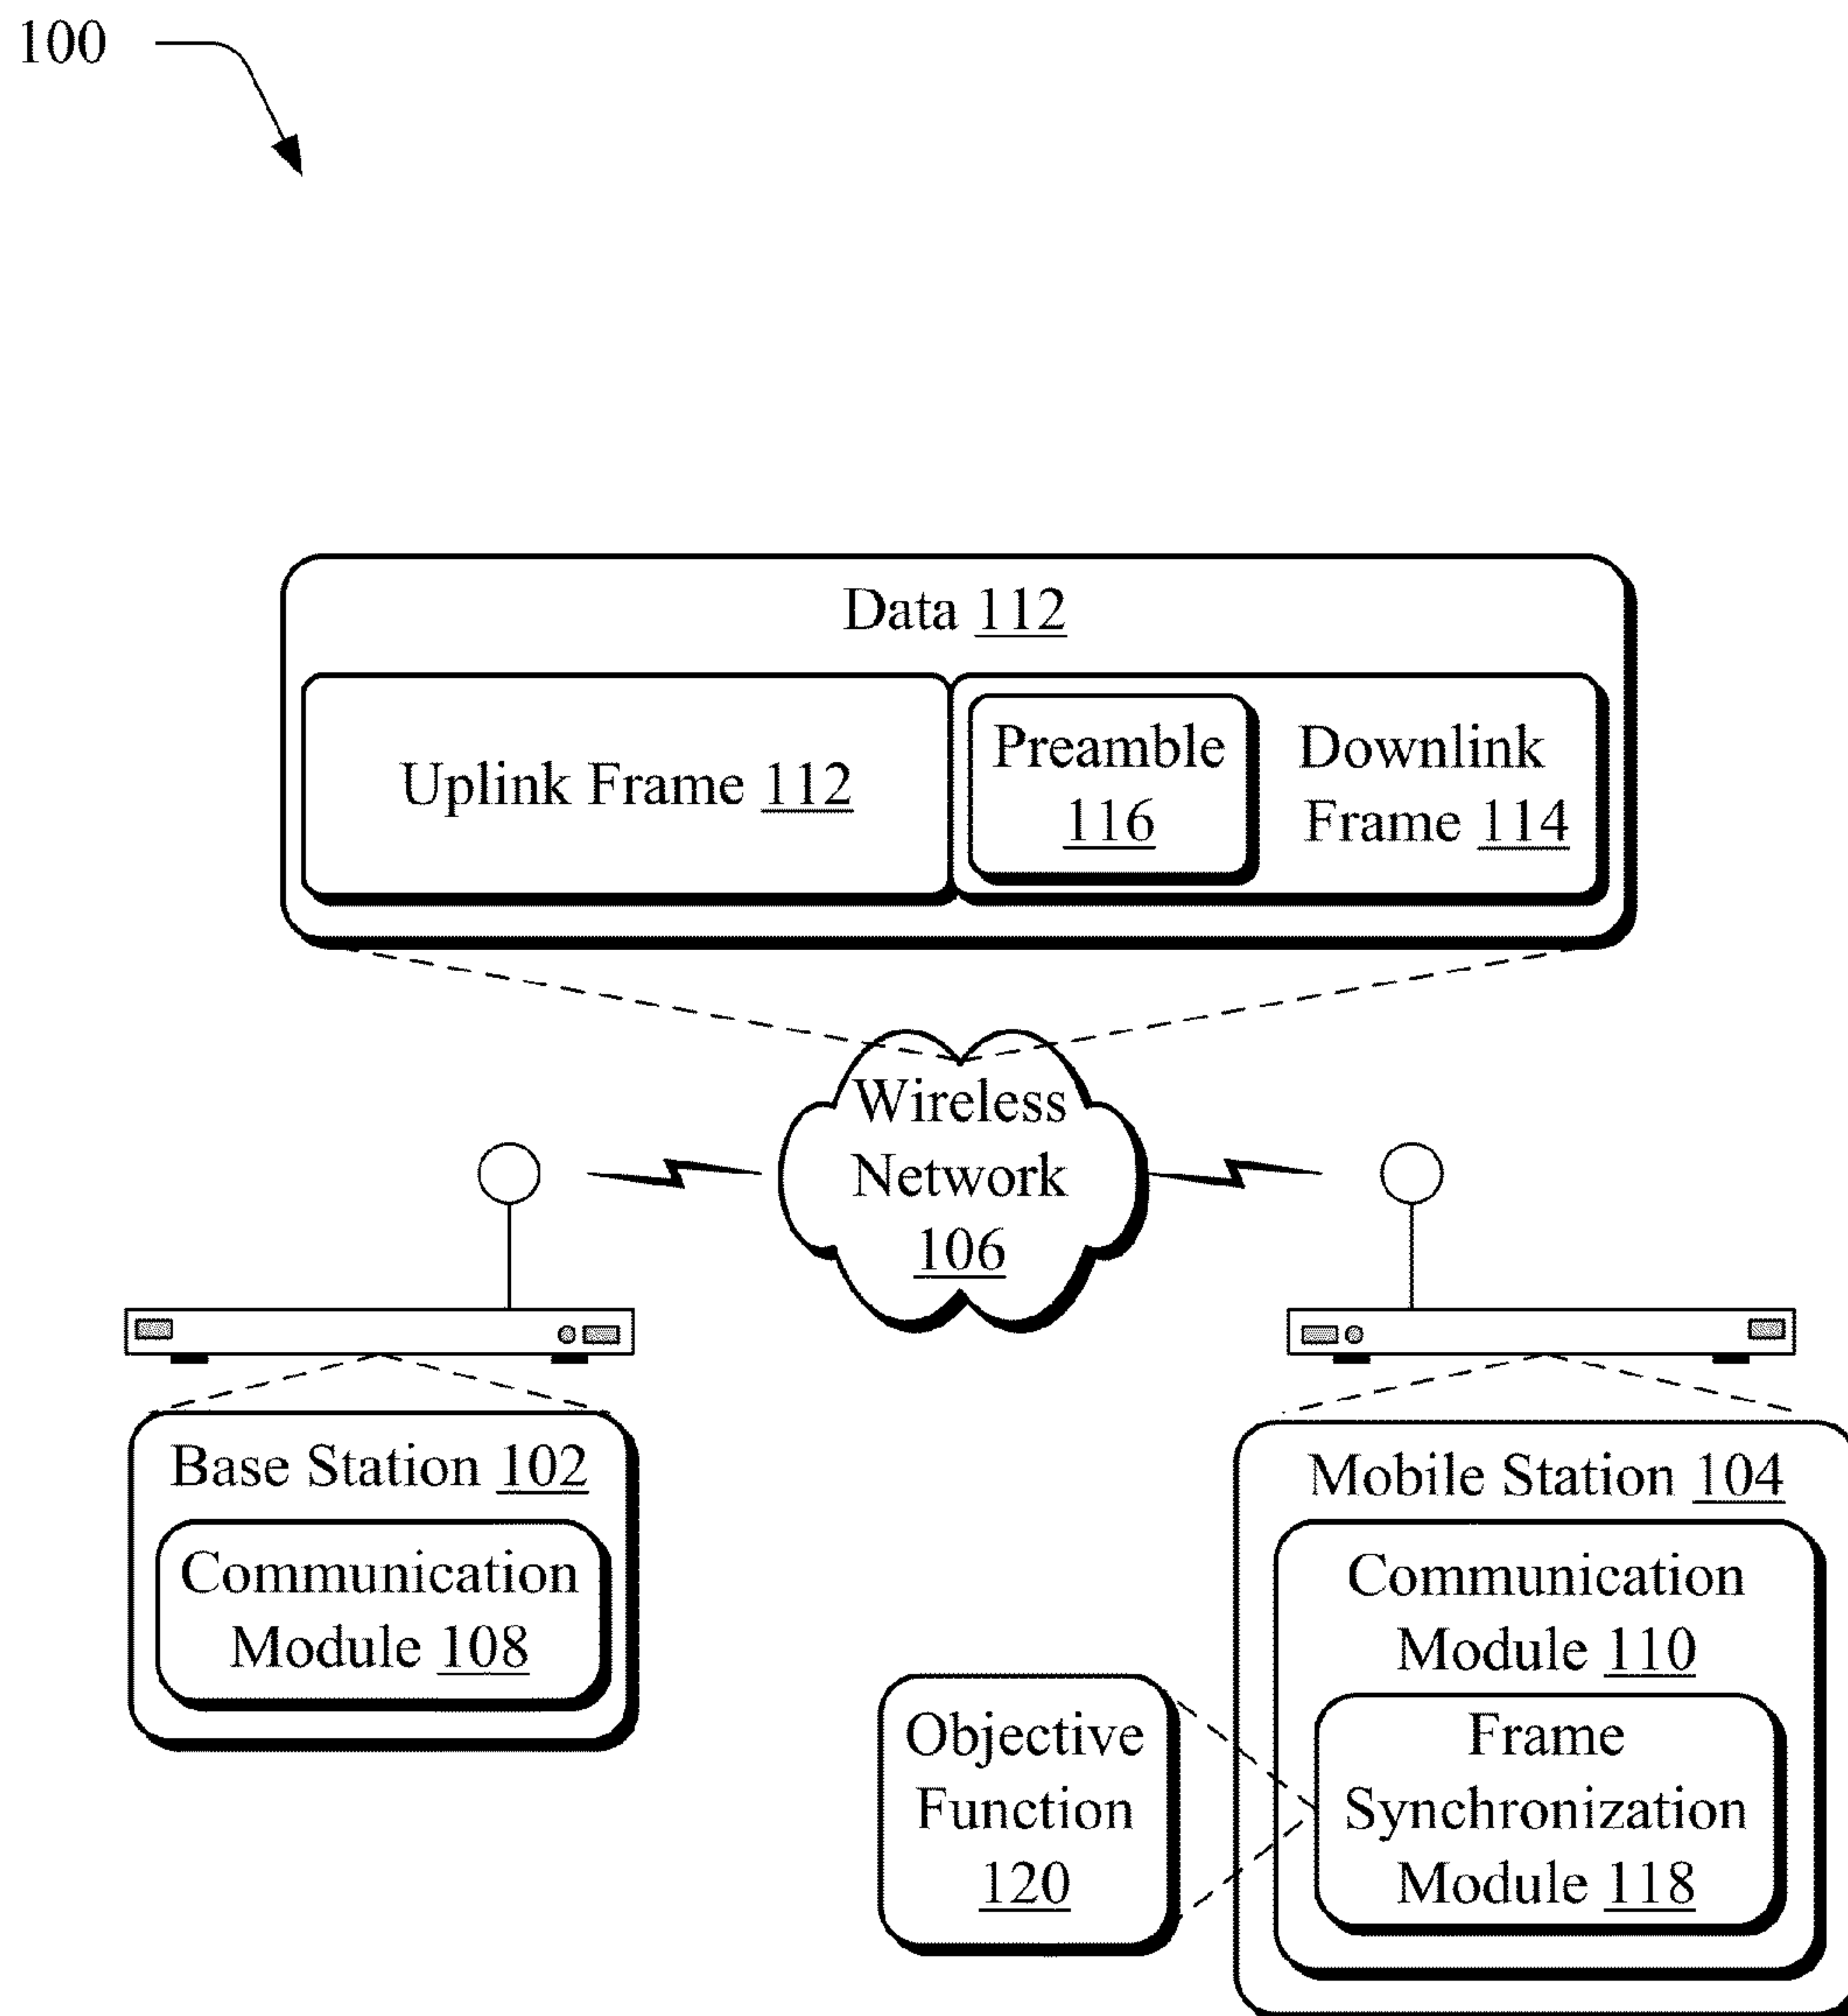 100
Data 112
Uplink Frame 112
Preamble
116
Downlink
Frame 114
Wireless
Network
106
Base Station 102
Communication
Module 108
Mobile Station 104
Communication
Module 110
Frame
Synchronization
Module 118
Objective
Function
120